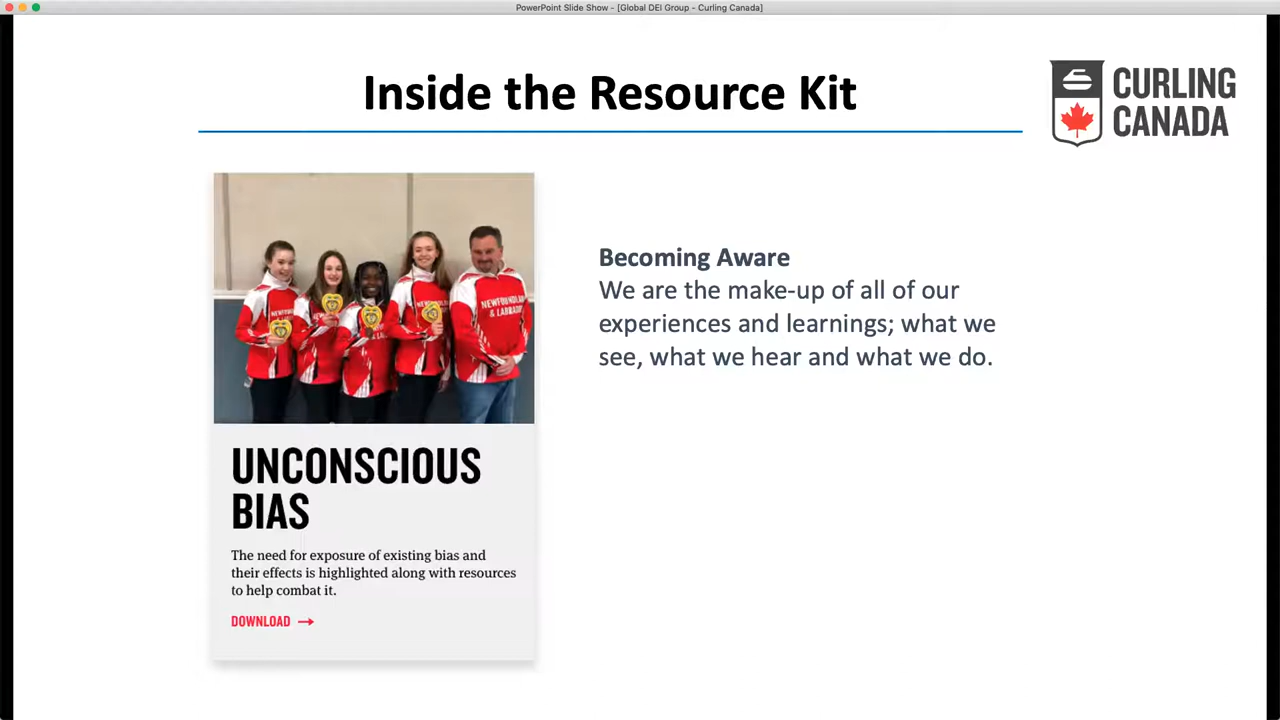 PowerPoint Slide Show - [Global DEI Group - Curling Canada]
Inside the Resource Kit
CURLING
CANADA
NEWFOUNDLAND
& LABRADOR
Becoming Aware
We are the make-up of all of our
experiences and learnings; what we
see, what we hear and what we do.
UNCONSCIOUS
BIAS
The need for exposure of existing bias and
their effects is highlighted along with resources
to help combat it.
DOWNLOAD →